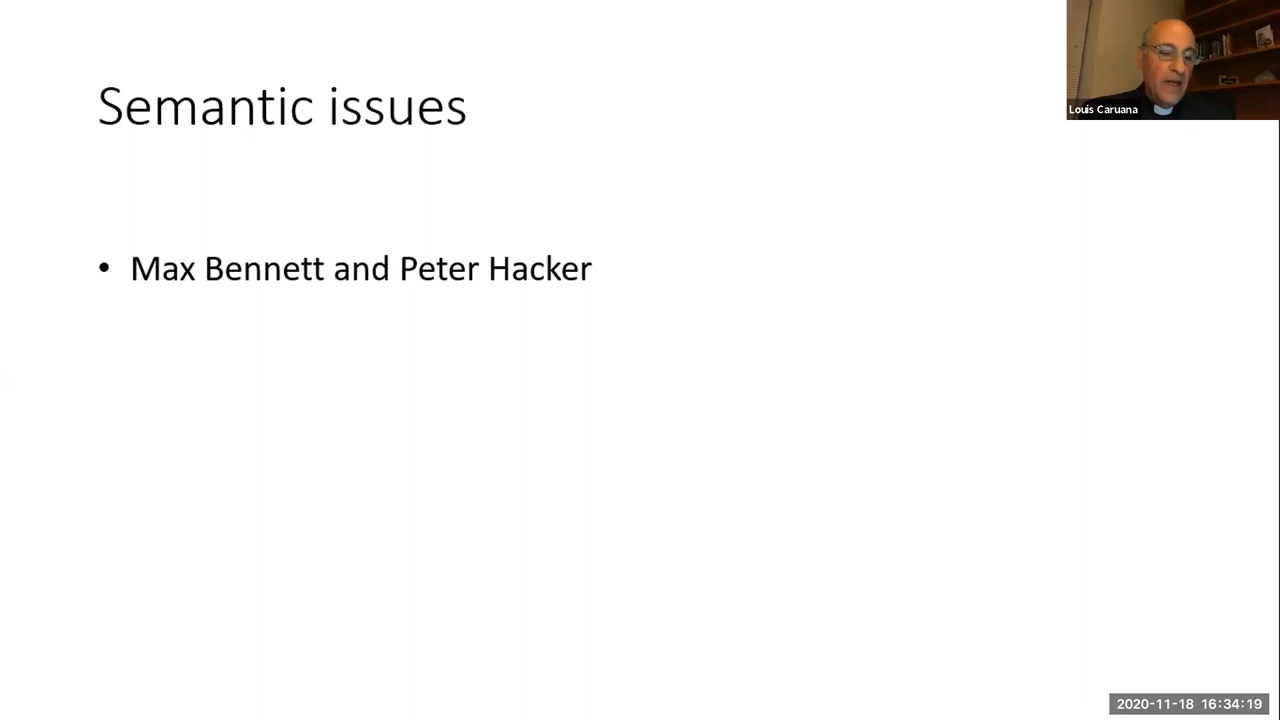 Semantic issues
Louis Caruana
• Max Bennett and Peter Hacker
2020-11-18 16:34:19